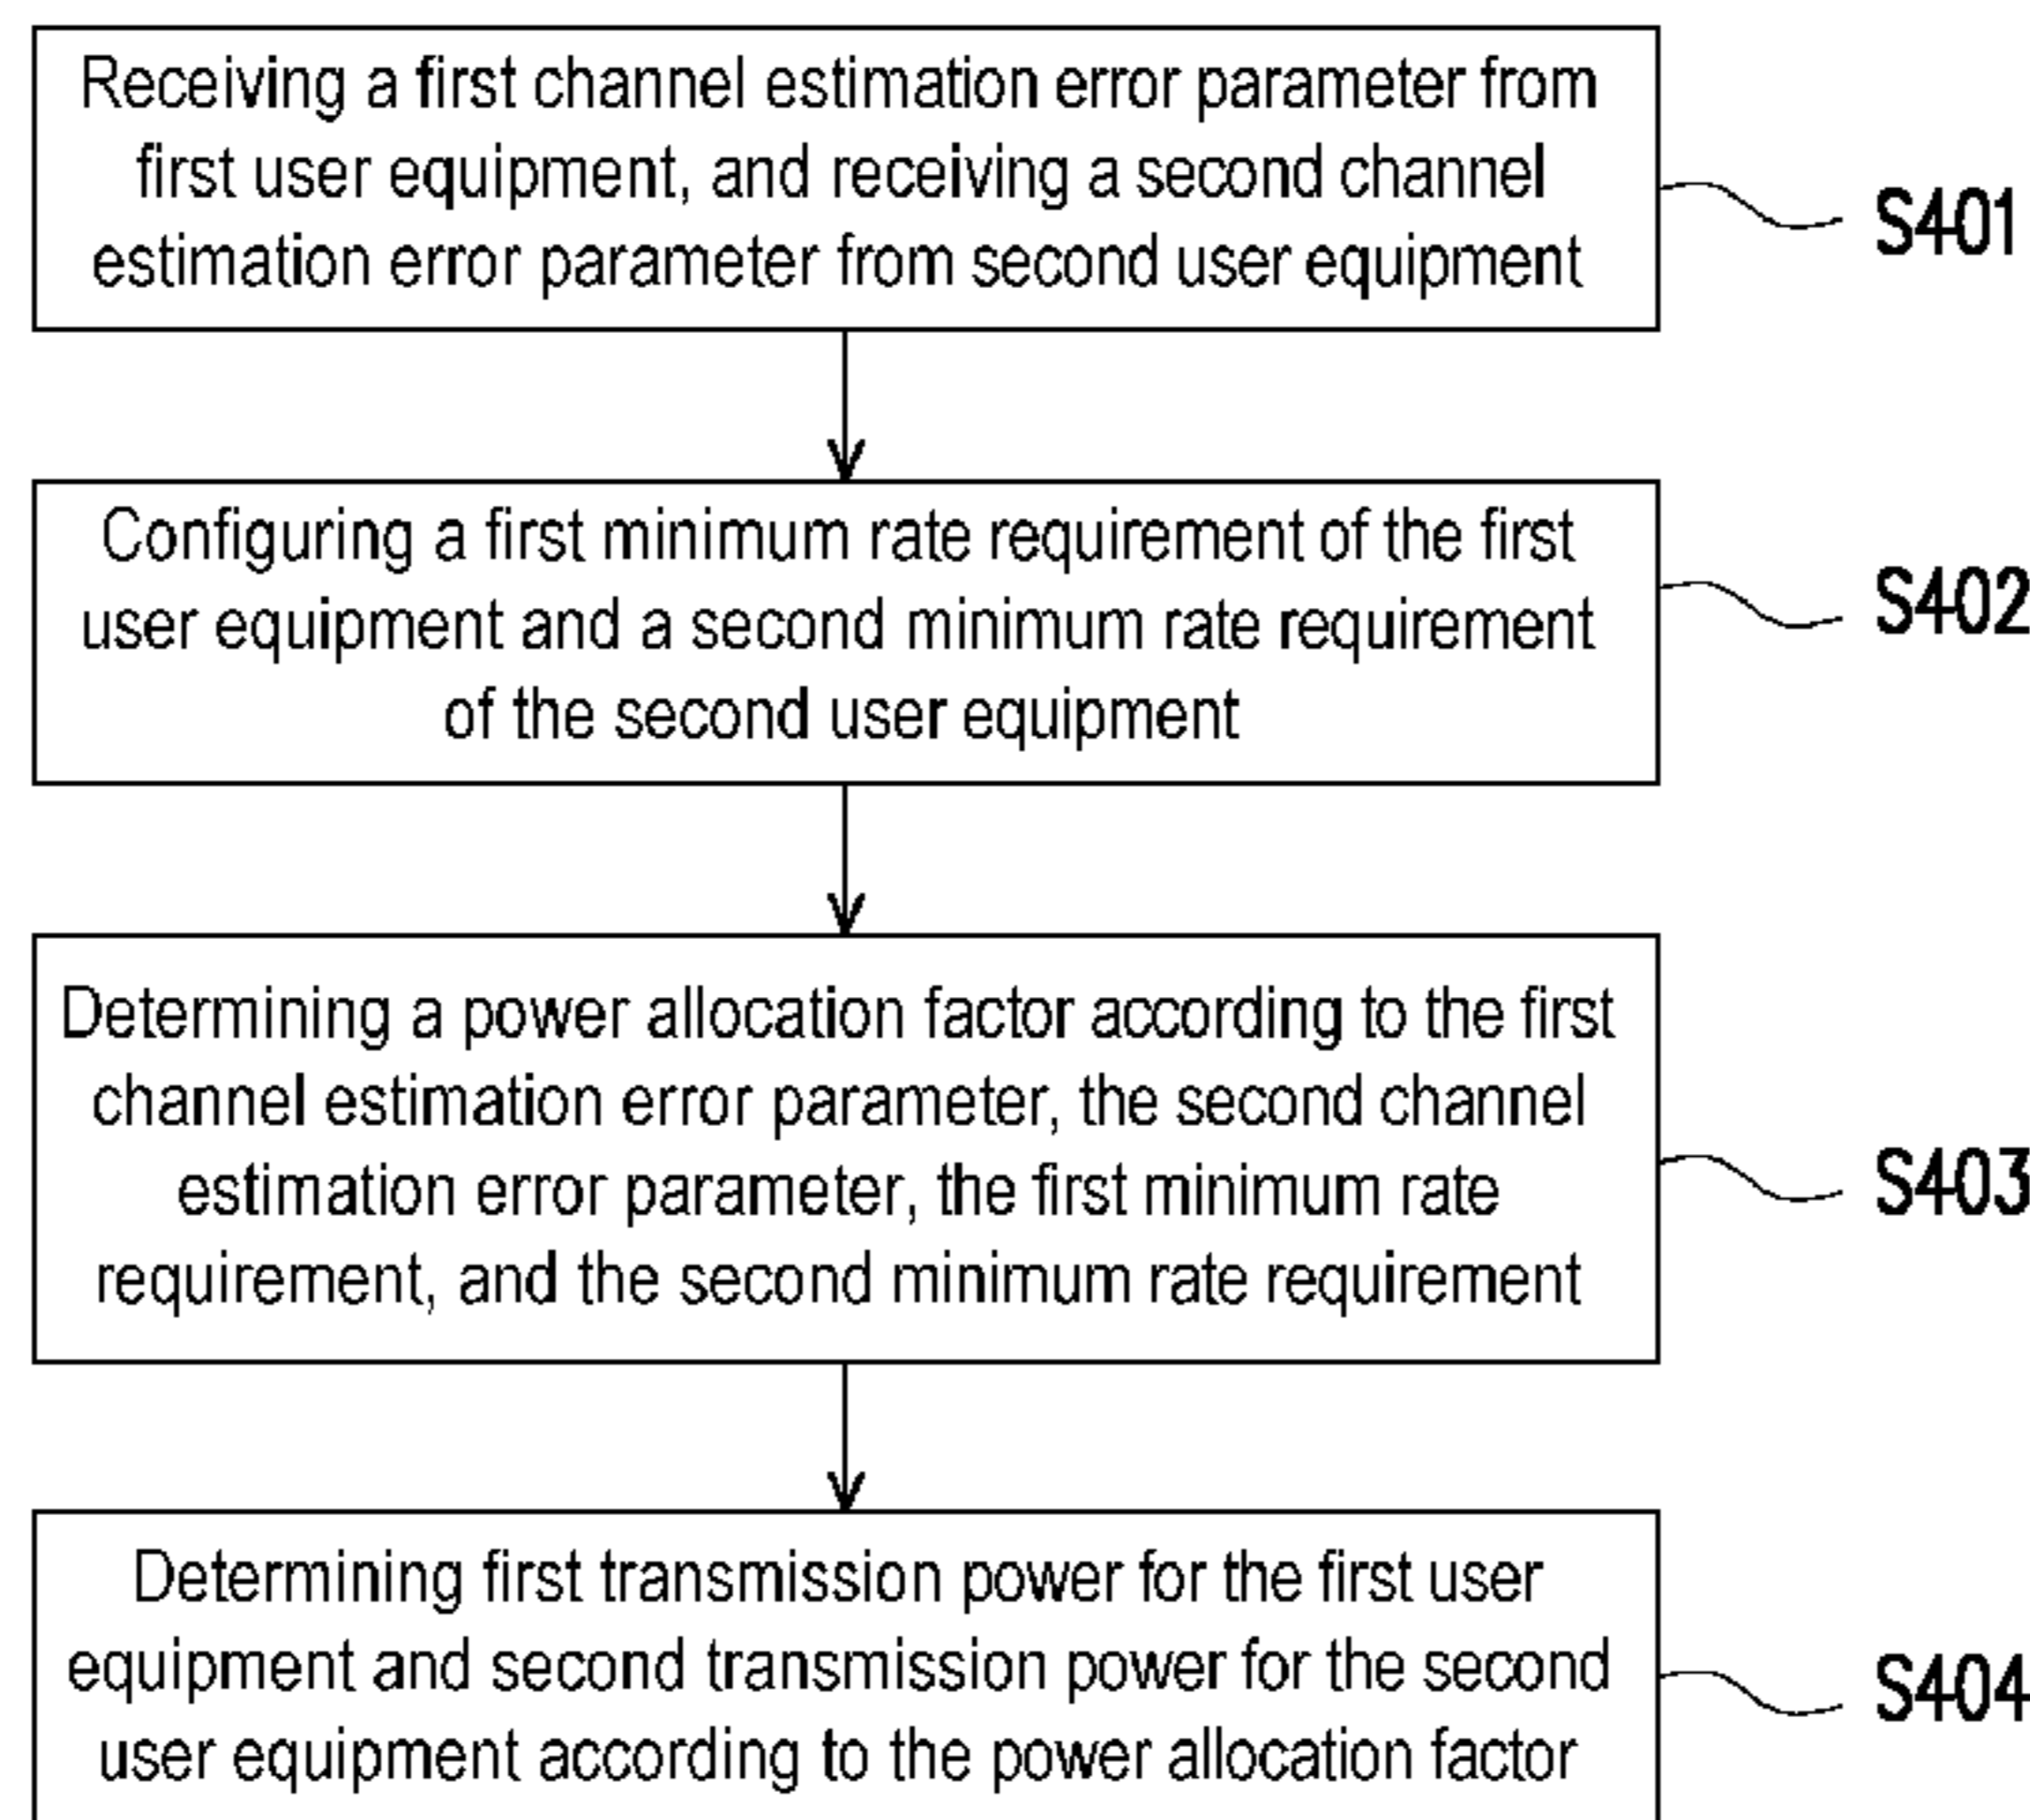 Receiving a first channel estimation error parameter from
first user equipment, and receiving a second channel
estimation error parameter from second user equipment
S401
Configuring a first minimum rate requirement of the first
user equipment and a second minimum rate requirement
of the second user equipment
S402
Determining a power allocation factor according to the first
channel estimation error parameter, the second channel
estimation error parameter, the first minimum rate
requirement, and the second minimum rate requirement
S403
Determining first transmission power for the first user
equipment and second transmission power for the second
user equipment according to the power allocation factor
S404